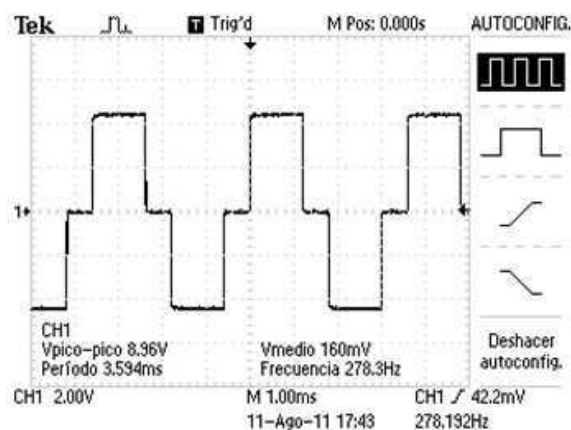 Tek T Trig'd M Pos: 0.000s AUTOCONFIG.
1
CH1
Vpico-pico 8.96V Vmedio 160mV
Período 3.594ms Frecuencia 278.3Hz
Deshacer
autoconfig.
CH1 2.00V M 1.00ms CH1 42.2mV
11-Ago-11 17:43 278.192Hz